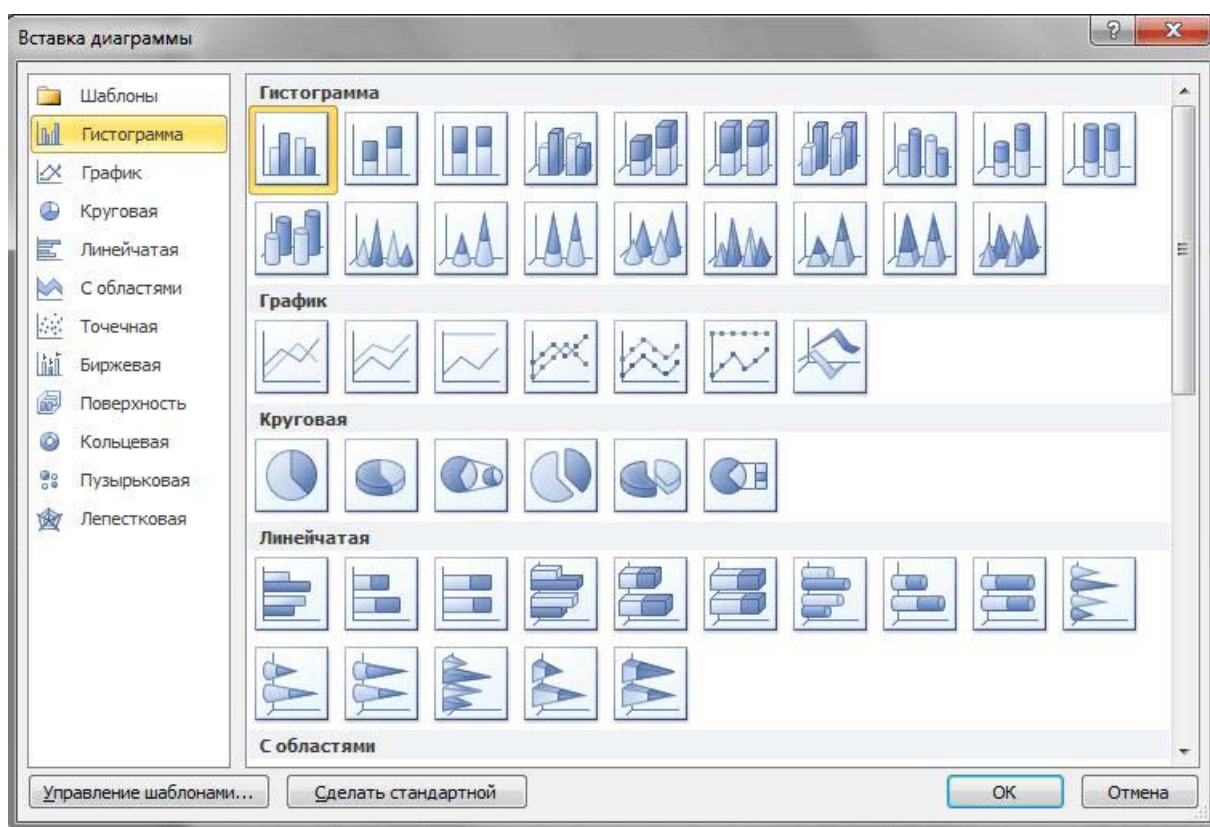 Вставка диаграммы
Шаблоны
Гистограмма
График
Круговая
Линейчатая
С областями
Точечная
Биржевая
Поверхность
Кольцевая
Пузырьковая
Лепестковая
Гистограмма
График
Круговая
Линейчатая
С областями
Управление шаблонами...
Сделать стандартной
ОК
Отмена